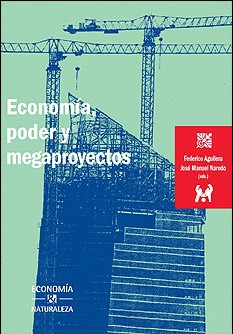 Economía,
poder y
megaproyectos
Federico Aguilera
José Manuel Naredo
(eds.)
ECONOMÍA
&
NATURALEZA